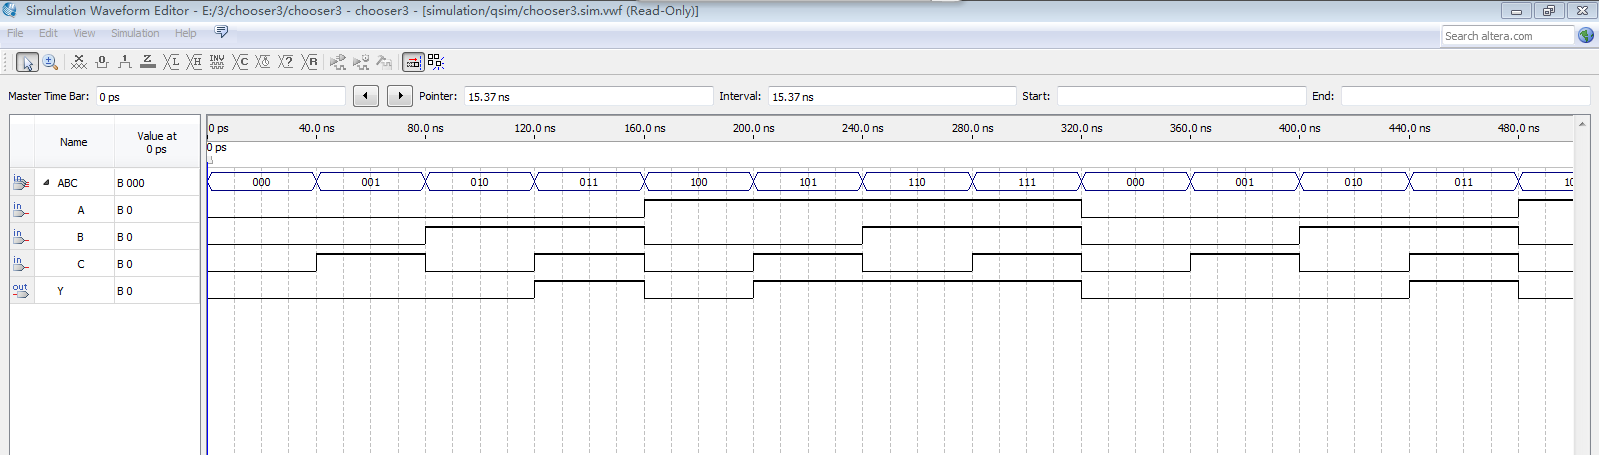 Simulation Waveform Editor - E:/3/chooser3/chooser3 - chooser3 - [simulation/qsim/chooser3.sim.vwf (Read-Only)]
File Edit View Simulation Help
Search altera.com
Master Time Bar: 0 ps Pointer: 15.37 ns Interval: 15.37 ns Start: End:
Name Value at 0 ps
0 ps 40.0 ns 80.0 ns 120.0 ns 160.0 ns 200.0 ns 240.0 ns 280.0 ns 320.0 ns 360.0 ns 400.0 ns 440.0 ns 480.0 ns
0 ps
in ABC B 000 000 001 010 011 100 101 110 111 000 001 010 011 10
in A B 0
in B B 0
in C B 0
out Y B 0